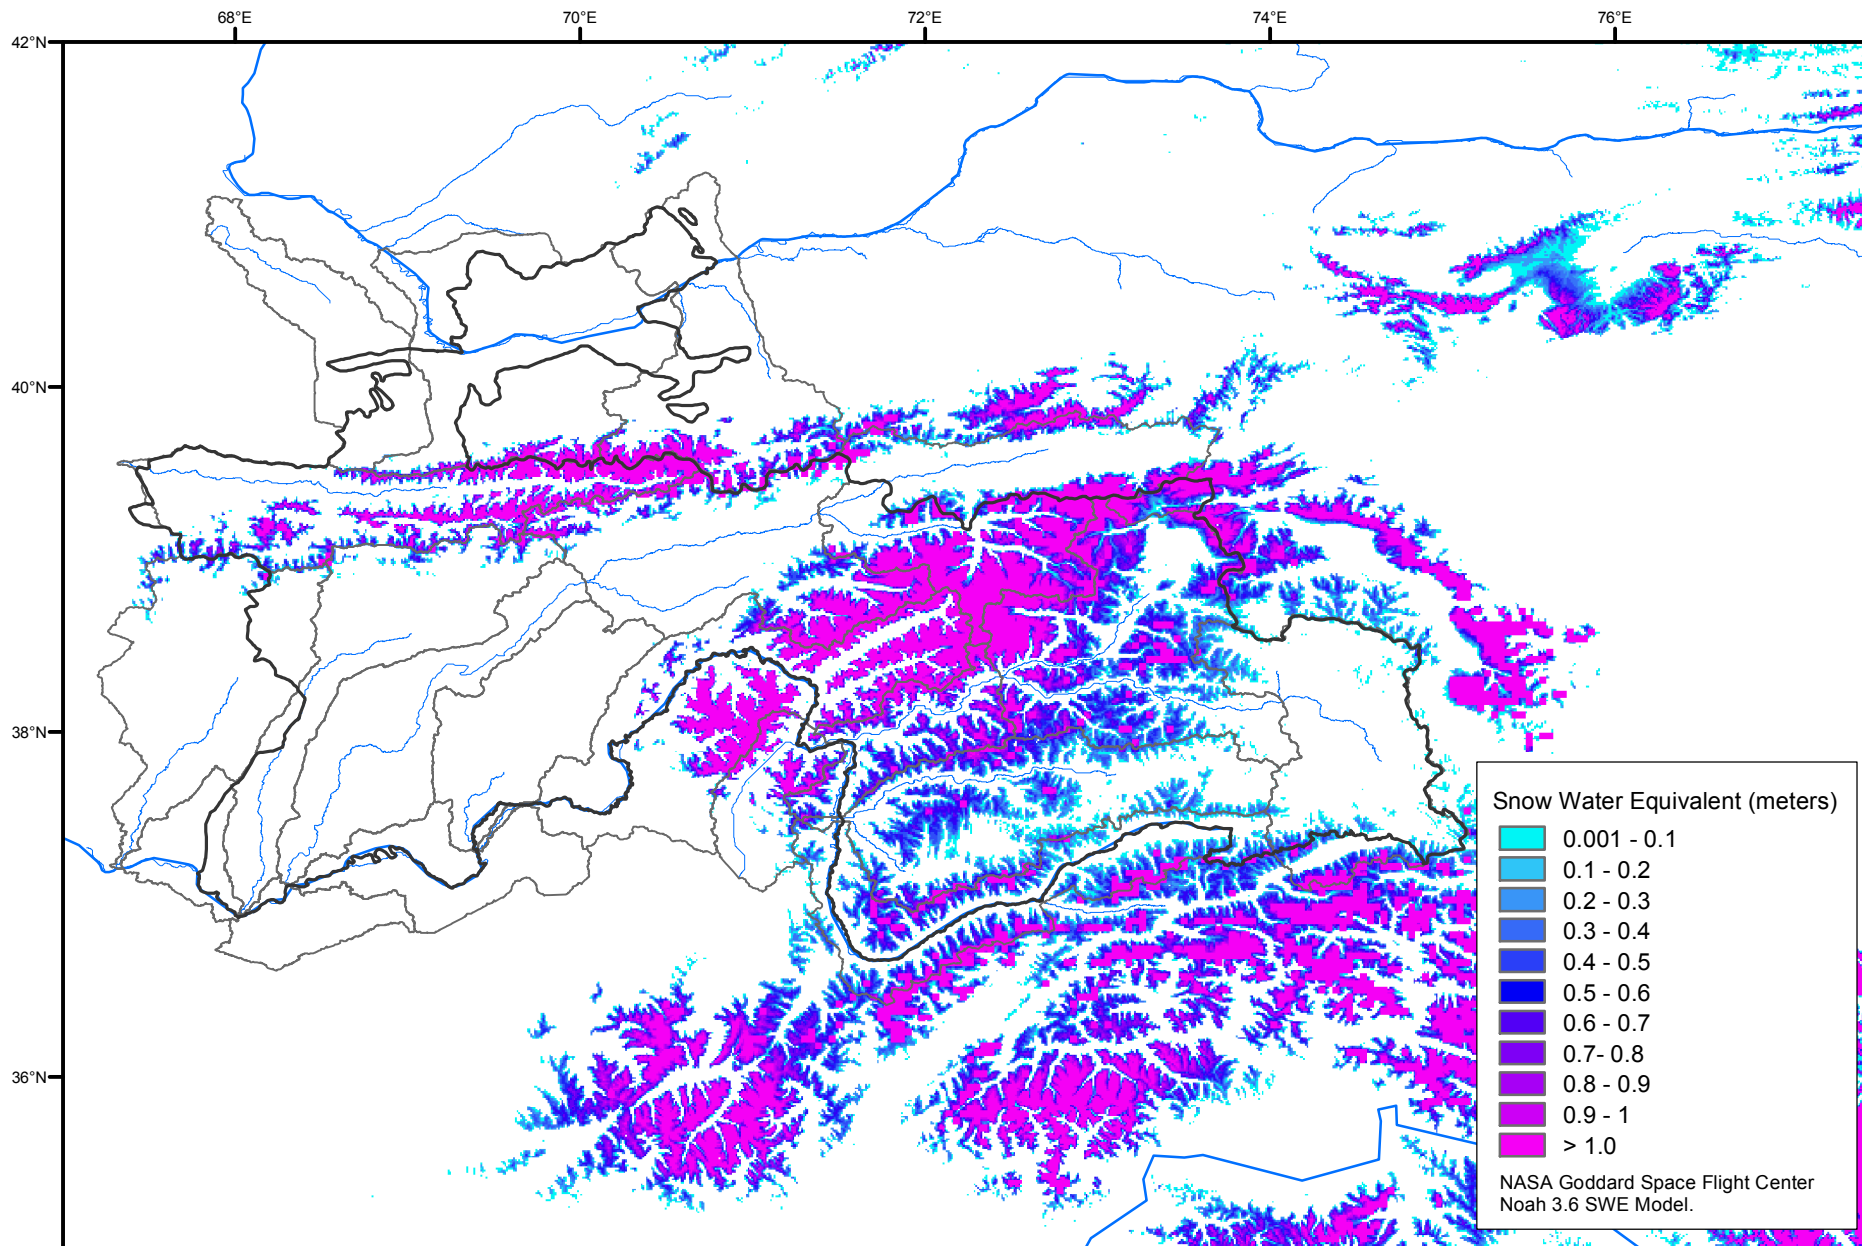 68°E
70°E
72°E
74°E
76°E
42°N
40°N
38°N
36°N
Snow Water Equivalent (meters)
0.001 - 0.1
0.1 - 0.2
0.2 - 0.3
0.3 - 0.4
0.4 - 0.5
0.5 - 0.6
0.6 - 0.7
0.7- 0.8
0.8 - 0.9
0.9 - 1
> 1.0
NASA Goddard Space Flight Center
Noah 3.6 SWE Model.